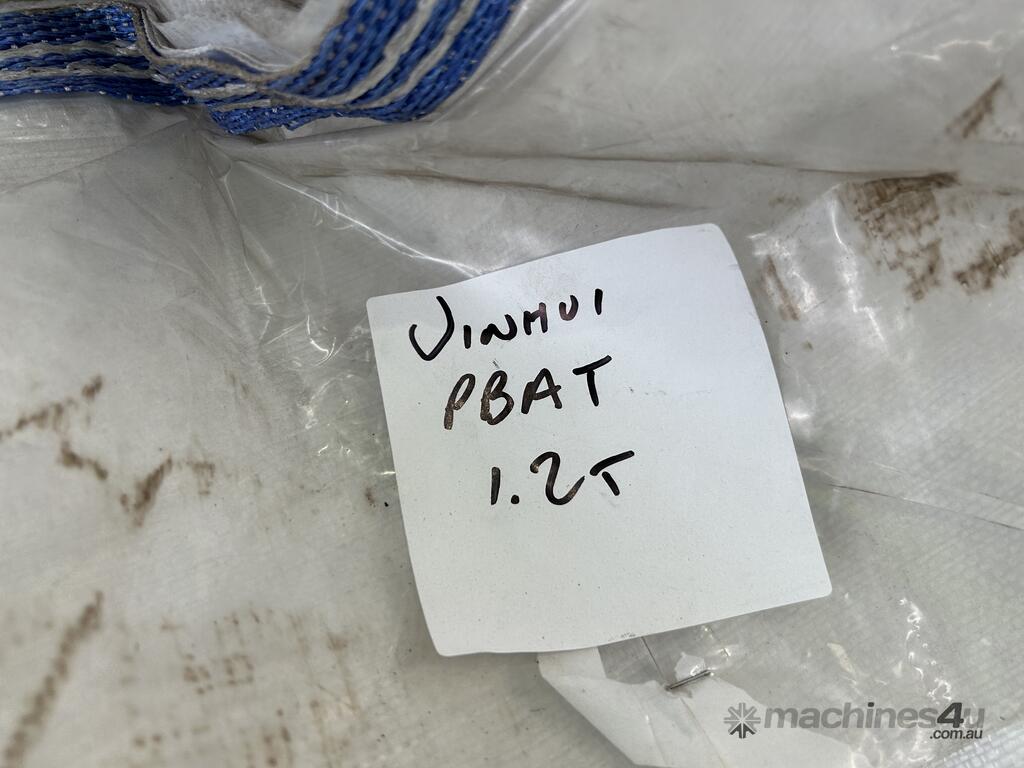 JINHUI
PBAT
1.2T
machines4u
.com.au